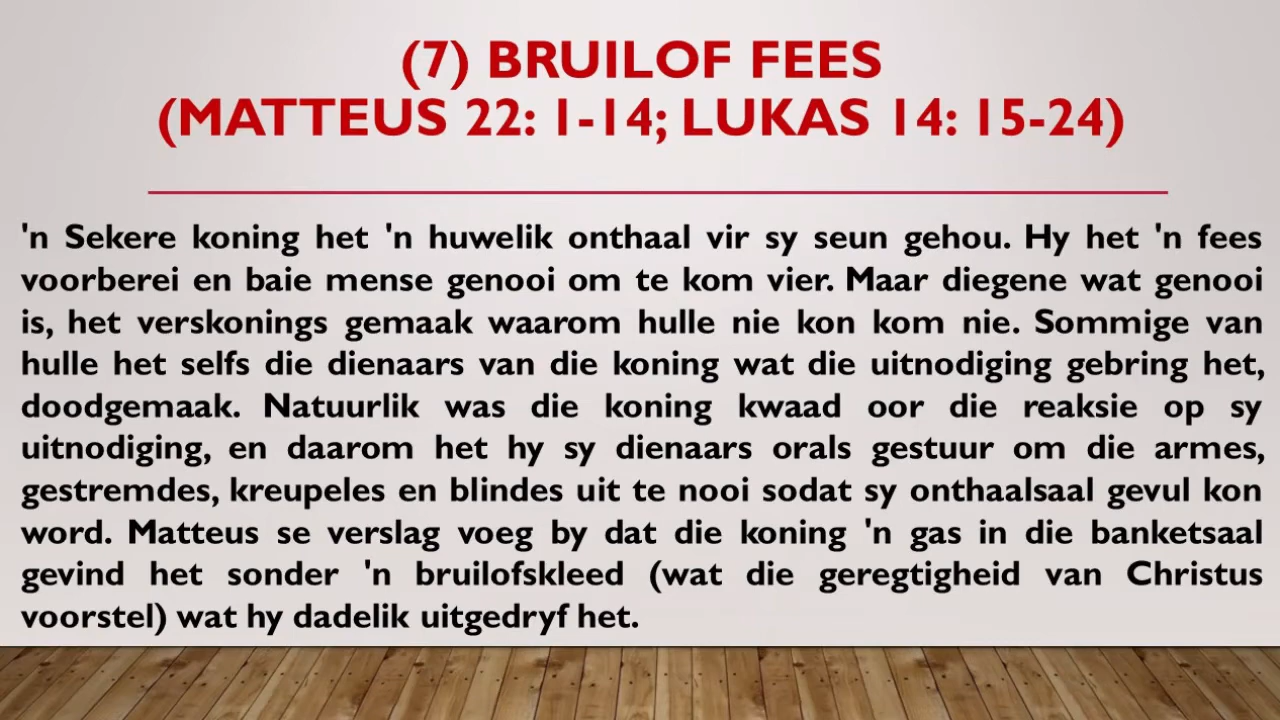 (7) BRUILOF FEES
(MATTEUS 22: 1-14; LUKAS 14: 15-24)
'n Sekere koning het 'n huwelik onthaal vir sy seun gehou. Hy het 'n fees
voorberei en baie mense genooi om te kom vier. Maar diegene wat genooi
is, het verskonings gemaak waarom hulle nie kon kom nie. Sommige van
hulle het selfs die dienaars van die koning wat die uitnodiging gebring het,
doodgemaak. Natuurlik was die koning kwaad oor die reaksie op sy
uitnodiging, en daarom het hy sy dienaars orals gestuur om die armes,
gestremdes, kreupeles en blindes uit te nooi sodat sy onthaalsaal gevul kon
word. Matteus se verslag voeg by dat die koning 'n gas in die banketsaal
gevind het sonder 'n bruilofskleed (wat die geregtigheid van Christus
voorstel) wat hy dadelik uitgedryf het.